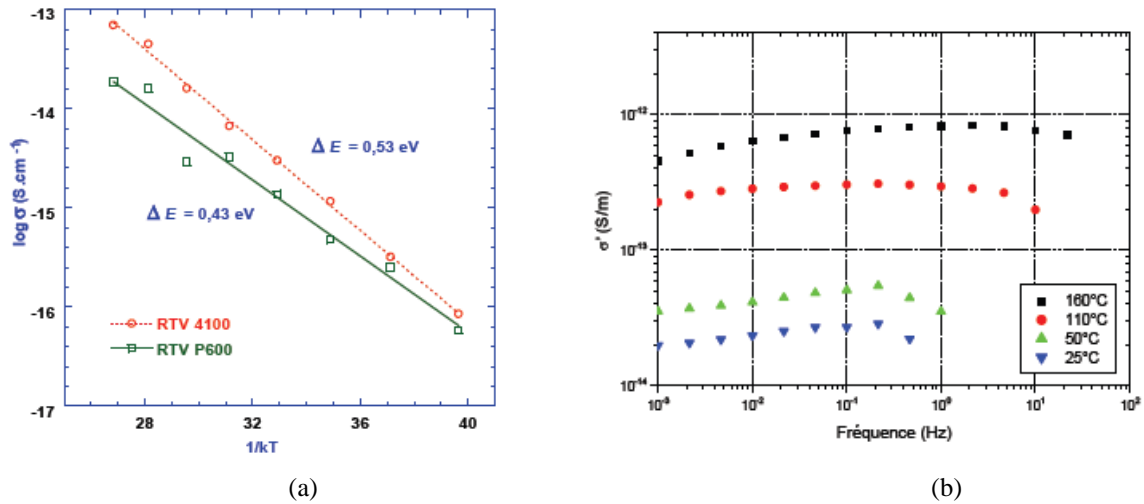 -13
-14
-15
-16
-17
log σ (S.cm ⁻¹)
Δ E = 0,53 eV
Δ E = 0,43 eV
RTV 4100
RTV P600
28
32
36
40
1/kT
(a)
10⁻¹²
10⁻¹³
10⁻¹⁴
σ' (S/m)
160°C
110°C
50°C
25°C
10⁻³
10⁻²
10⁻¹
10⁰
10¹
10²
Fréquence (Hz)
(b)